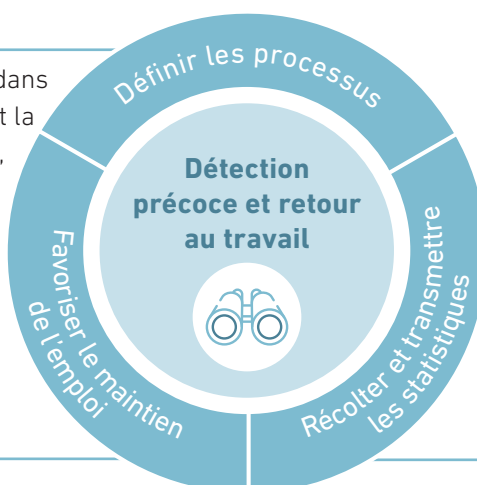 dans
t la
,
Définir les processus
Détection
précoce et retour
au travail
Favoriser le maintien
de l'emploi
Récolter et transmettre
les statistiques